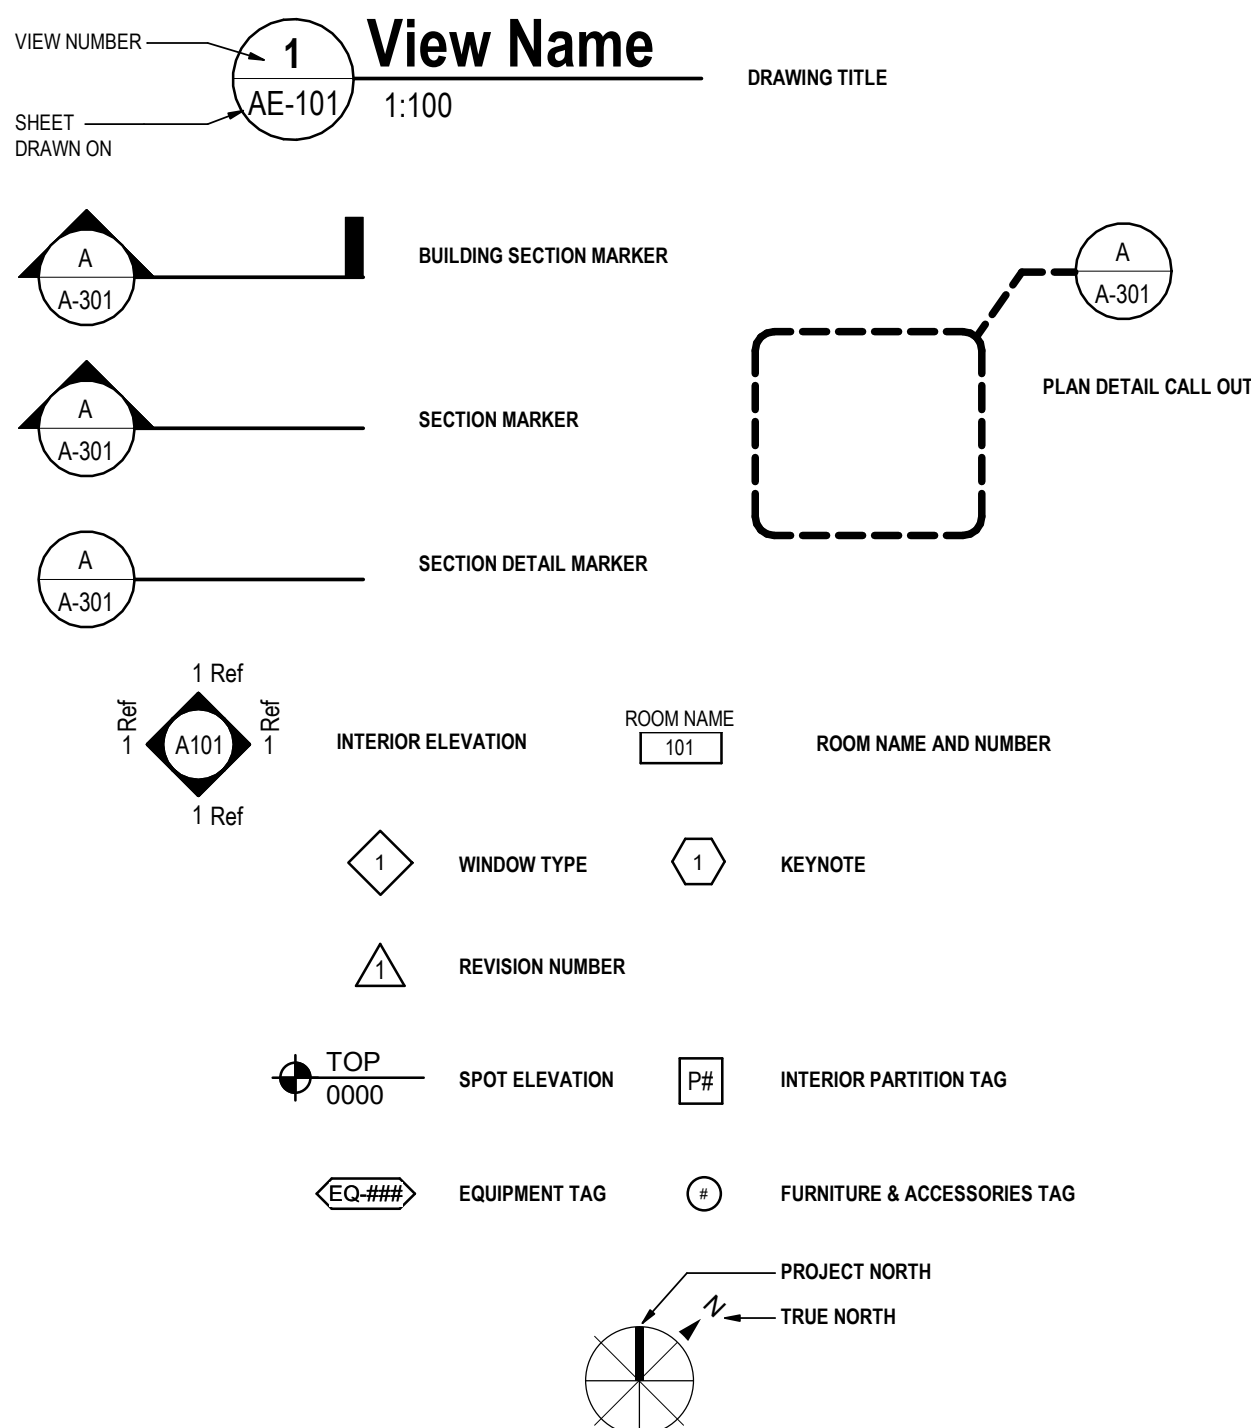 VIEW NUMBER
1
View Name
AE-101
1:100
DRAWING TITLE
SHEET
DRAWN ON
A
A-301
BUILDING SECTION MARKER
A
A-301
PLAN DETAIL CALL OUT
A
A-301
SECTION MARKER
A
A-301
SECTION DETAIL MARKER
1 Ref
1 Ref
A101
1 Ref
1 Ref
INTERIOR ELEVATION
ROOM NAME
101
ROOM NAME AND NUMBER
1
WINDOW TYPE
1
KEYNOTE
1
REVISION NUMBER
TOP
0000
SPOT ELEVATION
P#
INTERIOR PARTITION TAG
EQ-###
EQUIPMENT TAG
#
FURNITURE & ACCESSORIES TAG
PROJECT NORTH
N
TRUE NORTH